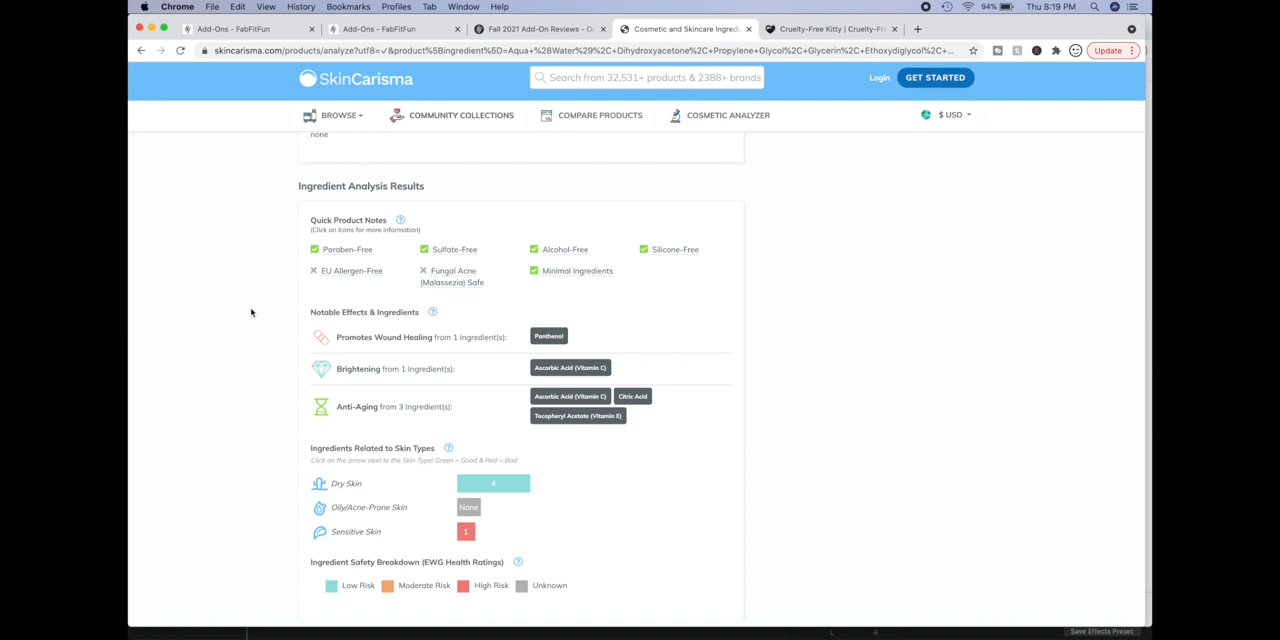 Chrome File Edit View History Bookmarks Profiles Tab Window Help 94% Thu 8:19 PM
Add-Ons - FabFitFun Add-Ons - FabFitFun Fall 2021 Add-On Reviews - O Cosmetic and Skincare Ingredi Cruelty-Free Kitty | Cruelty-Fr
skincarisma.com/products/analyze?utf8=✓&product%5Bingredient%5D=Aqua+%28Water%29%2C+Dihydroxyacetone%2C+Propylene+Glycol%2C+Glycerin%2C+Ethoxydiglycol%2C+... Update
SkinCarisma Search from 32,531+ products & 2388+ brands Login GET STARTED
BROWSE COMMUNITY COLLECTIONS COMPARE PRODUCTS COSMETIC ANALYZER $ USD
none
Ingredient Analysis Results
Quick Product Notes ?
(Click on Icons for more information)
Paraben-Free Sulfate-Free Alcohol-Free Silicone-Free
EU Allergen-Free Fungal Acne (Malassezia) Safe Minimal Ingredients
Notable Effects & Ingredients ?
Promotes Wound Healing from 1 Ingredient(s): Panthenol
Brightening from 1 Ingredient(s): Ascorbic Acid (Vitamin C)
Anti-Aging from 3 Ingredient(s): Ascorbic Acid (Vitamin C) Citric Acid
Tocopheryl Acetate (Vitamin E)
Ingredients Related to Skin Types ?
Click on the arrow next to the Skin Type! Green = Good & Red = Bad
Dry Skin 4
Oily/Acne-Prone Skin None
Sensitive Skin 1
Ingredient Safety Breakdown (EWG Health Ratings) ?
Low Risk Moderate Risk High Risk Unknown
L R Save Effects Preset